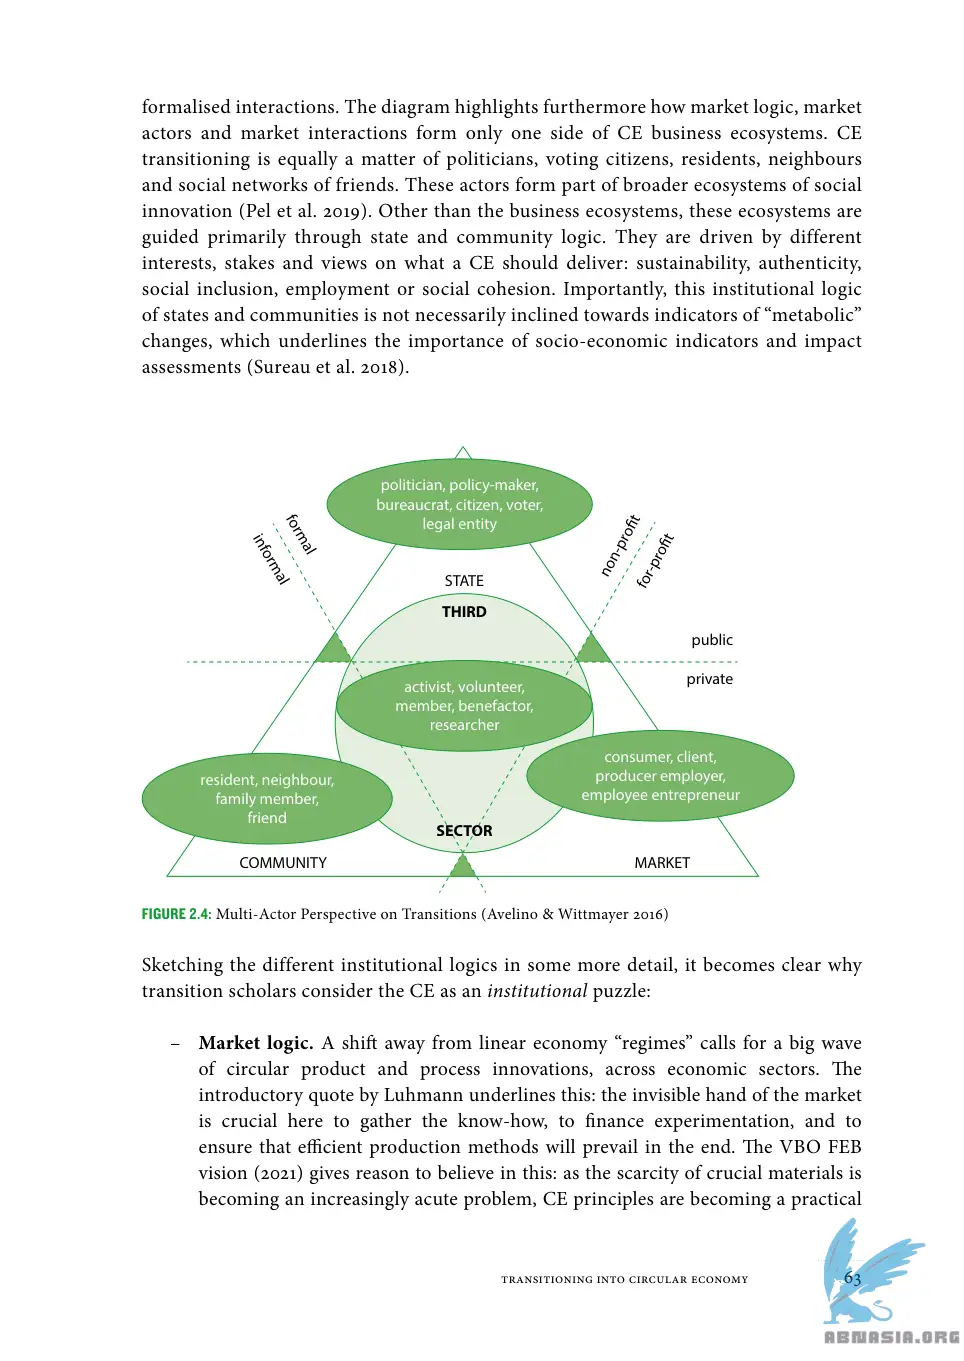 formalised interactions. The diagram highlights furthermore how market logic, market
actors and market interactions form only one side of CE business ecosystems. CE
transitioning is equally a matter of politicians, voting citizens, residents, neighbours
and social networks of friends. These actors form part of broader ecosystems of social
innovation (Pel et al. 2019). Other than the business ecosystems, these ecosystems are
guided primarily through state and community logic. They are driven by different
interests, stakes and views on what a CE should deliver: sustainability, authenticity,
social inclusion, employment or social cohesion. Importantly, this institutional logic
of states and communities is not necessarily inclined towards indicators of “metabolic”
changes, which underlines the importance of socio-economic indicators and impact
assessments (Sureau et al. 2018).
politician, policy-maker,
bureaucrat, citizen, voter,
legal entity
formal
informal
non-profit
for-profit
STATE
THIRD
public
private
activist, volunteer,
member, benefactor,
researcher
resident, neighbour,
family member,
friend
consumer, client,
producer employer,
employee entrepreneur
SECTOR
COMMUNITY
MARKET
FIGURE 2.4: Multi-Actor Perspective on Transitions (Avelino & Wittmayer 2016)
Sketching the different institutional logics in some more detail, it becomes clear why
transition scholars consider the CE as an institutional puzzle:
– Market logic. A shift away from linear economy “regimes” calls for a big wave
of circular product and process innovations, across economic sectors. The
introductory quote by Luhmann underlines this: the invisible hand of the market
is crucial here to gather the know-how, to finance experimentation, and to
ensure that efficient production methods will prevail in the end. The VBO FEB
vision (2021) gives reason to believe in this: as the scarcity of crucial materials is
becoming an increasingly acute problem, CE principles are becoming a practical
TRANSITIONING INTO CIRCULAR ECONOMY 63
ABNASIA.ORG